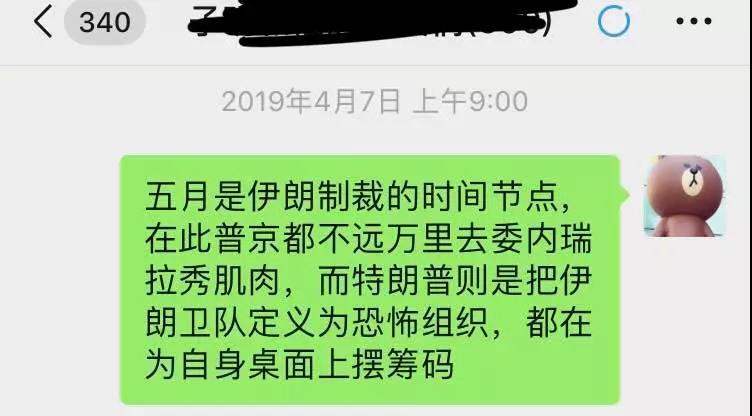 340
2019年4月7日 上午9:00
五月是伊朗制裁的时间节点，
在此普京都不远万里去委内瑞
拉秀肌肉，而特朗普则是把伊
朗卫队定义为恐怖组织，都在
为自身桌面上摆筹码